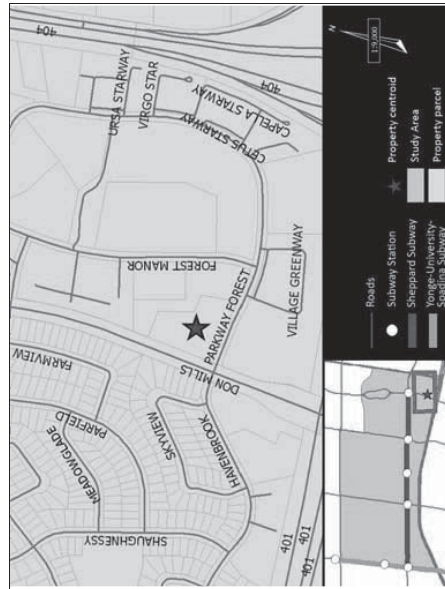 404
404
URSA STARWAY
VIRGO STAR
CAPELLA STARWAY
CETUS STARWAY
FOREST MANOR
VILLAGE GREENWAY
PARKWAY FOREST
DON MILLS
FARMVIEW
PARFIELD
MEADOWGLADE
SKYVIEW
HAVENBROOK
SHAUGHNESSY
401
401
401
N
1:9,000
Roads
Subway Station
Sheppard Subway
Yonge-University-
Spadina Subway
Property centroid
Study Area
Property parcel